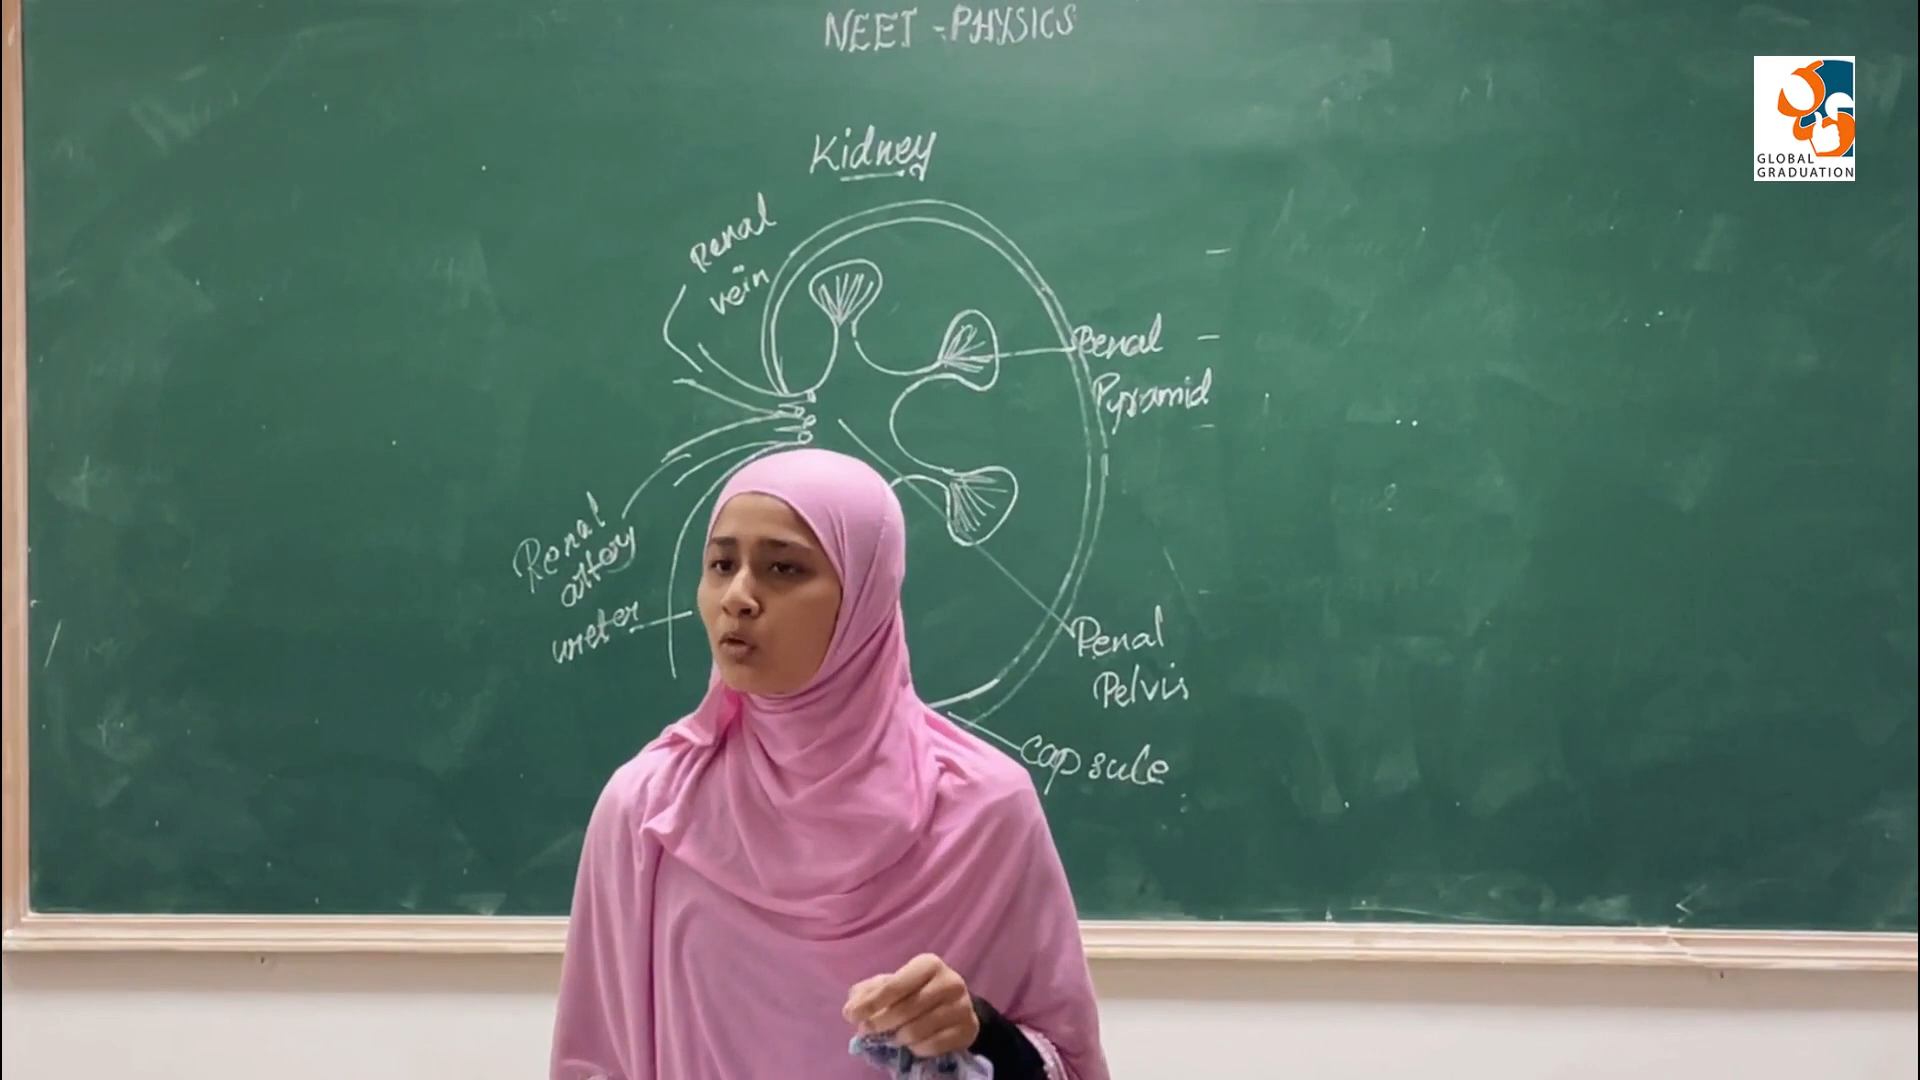 NEET - PHYSICS
GLOBAL
GRADUATION
Kidney
Renal
vein
Renal
Pyramid
Renal
artery
ureter
Renal
Pelvis
capsule